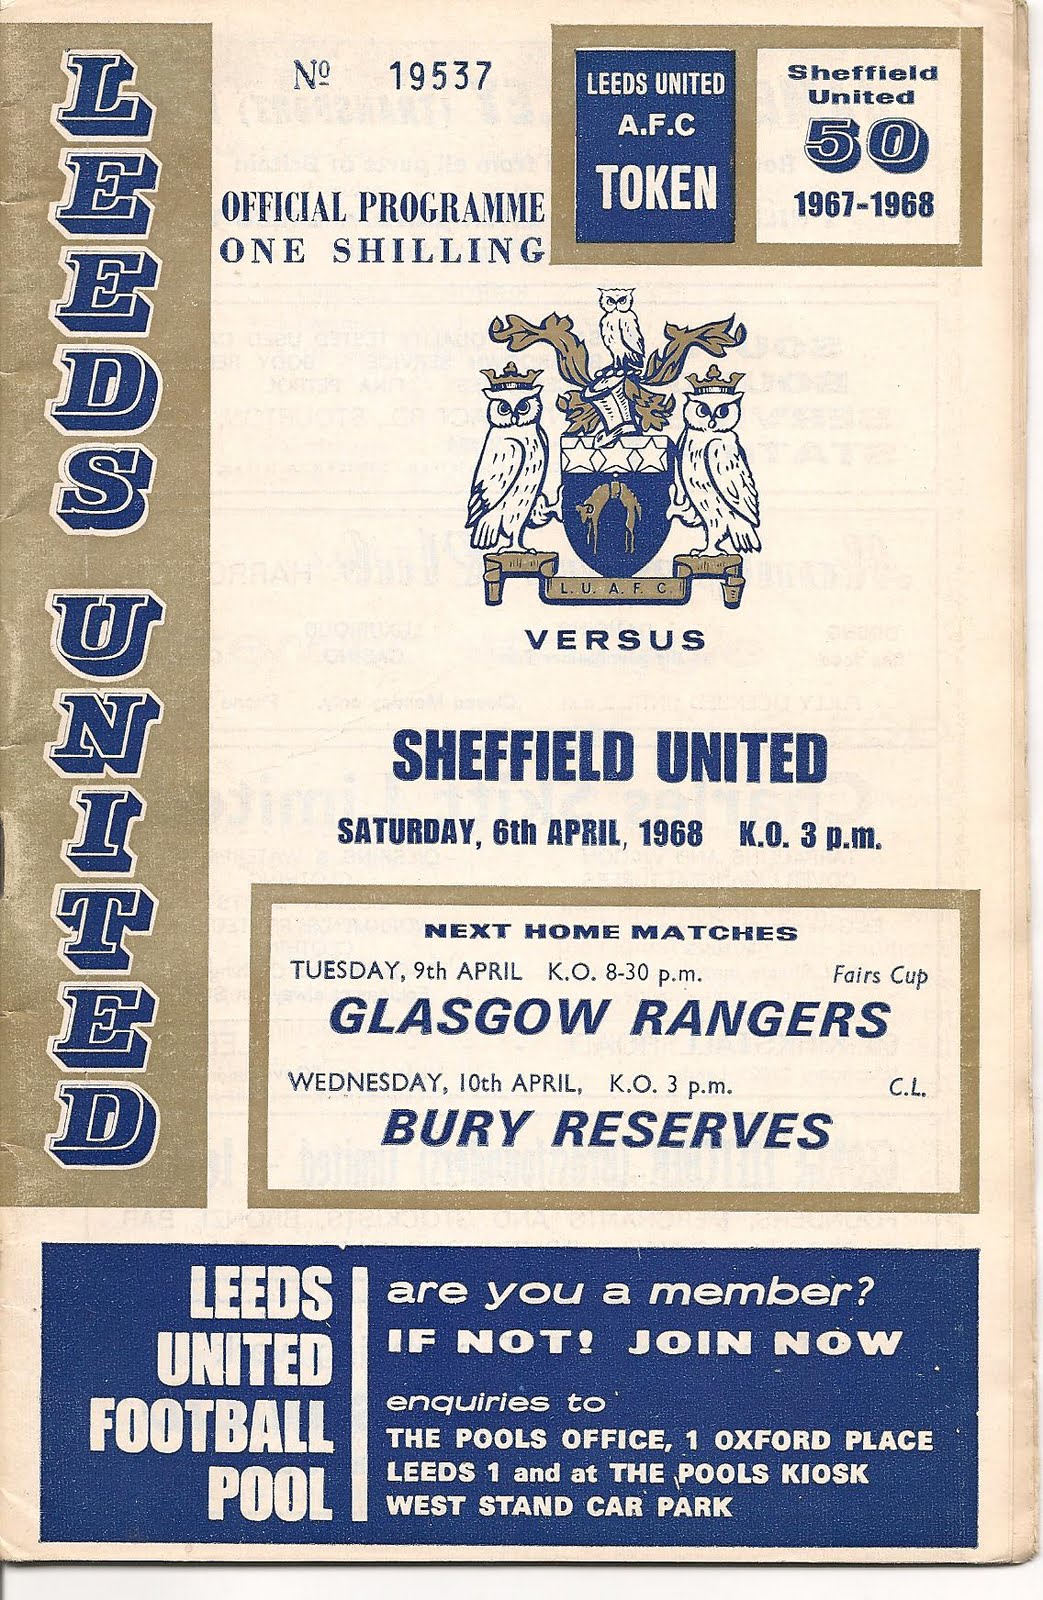 LEEDS UNITED
Nº 19537
OFFICIAL PROGRAMME
ONE SHILLING
LEEDS UNITED
A.F.C
TOKEN
Sheffield
United
50
1967-1968
L. U. A. F. C.
VERSUS
SHEFFIELD UNITED
SATURDAY, 6th APRIL, 1968 K.O. 3 p.m.
NEXT HOME MATCHES
TUESDAY, 9th APRIL K.O. 8-30 p.m. Fairs Cup
GLASGOW RANGERS
WEDNESDAY, 10th APRIL, K.O. 3 p.m. C.L.
BURY RESERVES
LEEDS
UNITED
FOOTBALL
POOL
are you a member?
IF NOT! JOIN NOW
enquiries to
THE POOLS OFFICE, 1 OXFORD PLACE
LEEDS 1 and at THE POOLS KIOSK
WEST STAND CAR PARK